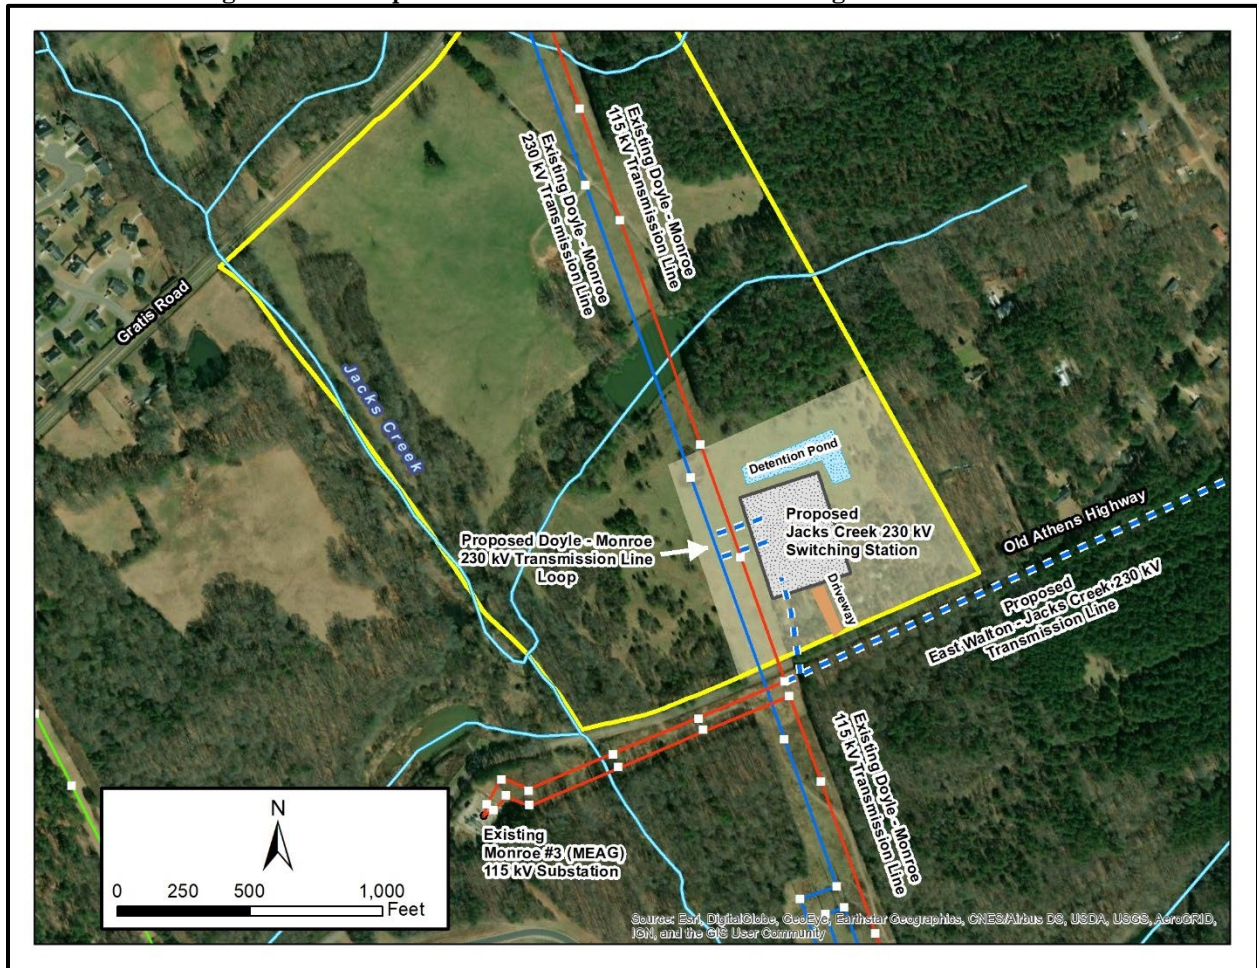 Existing Doyle - Monroe
230 kV Transmission Line
Existing Doyle - Monroe
115 kV Transmission Line
Gratis Road
Jacks Creek
Detention Pond
Proposed
Jacks Creek 230 kV
Switching Station
Proposed Doyle - Monroe
230 kV Transmission Line
Loop
Driveway
Old Athens Highway
Proposed
East Walton - Jacks Creek 230 kV
Transmission Line
Existing Doyle - Monroe
115 kV Transmission Line
Existing
Monroe #3 (MEAG)
115 kV Substation
N
0 250 500 1,000
Feet
Source: Esri, DigitalGlobe, GeoEye, Earthstar Geographics, CNES/Airbus DS, USDA, USGS, AeroGRID,
IGN, and the GIS User Community